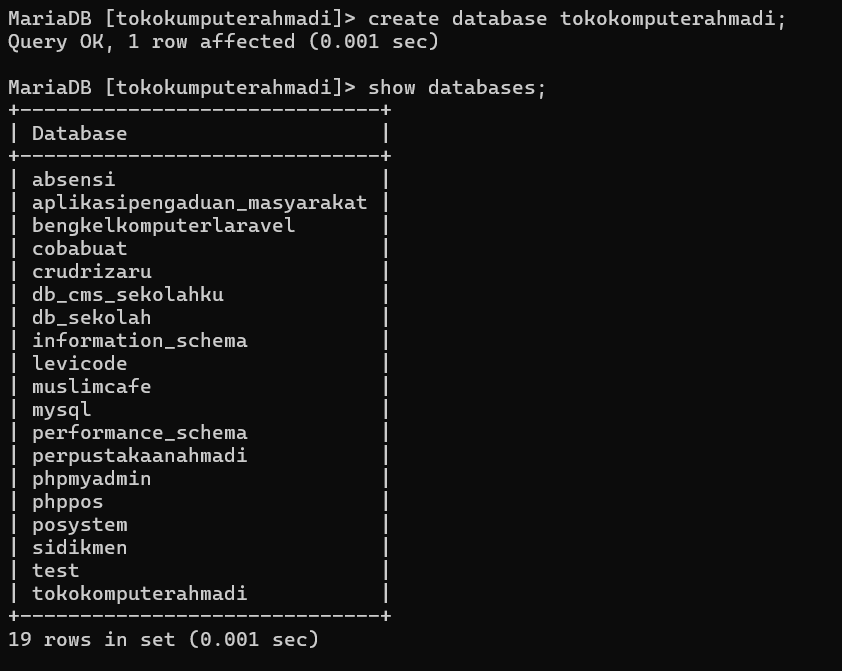 MariaDB [tokokumputerahmadi]> create database tokokomputerahmadi;
Query OK, 1 row affected (0.001 sec)
MariaDB [tokokumputerahmadi]> show databases;
+------------------------------+
| Database                     |
+------------------------------+
| absensi                      |
| aplikasipengaduan_masyarakat |
| bengkelkomputerlaravel       |
| cobabuat                     |
| crudrizaru                   |
| db_cms_sekolahku             |
| db_sekolah                   |
| information_schema           |
| levicode                     |
| muslimcafe                   |
| mysql                        |
| performance_schema           |
| perpustakaanahmadi           |
| phpmyadmin                   |
| phppos                       |
| posystem                     |
| sidikmen                     |
| test                         |
| tokokomputerahmadi           |
+------------------------------+
19 rows in set (0.001 sec)